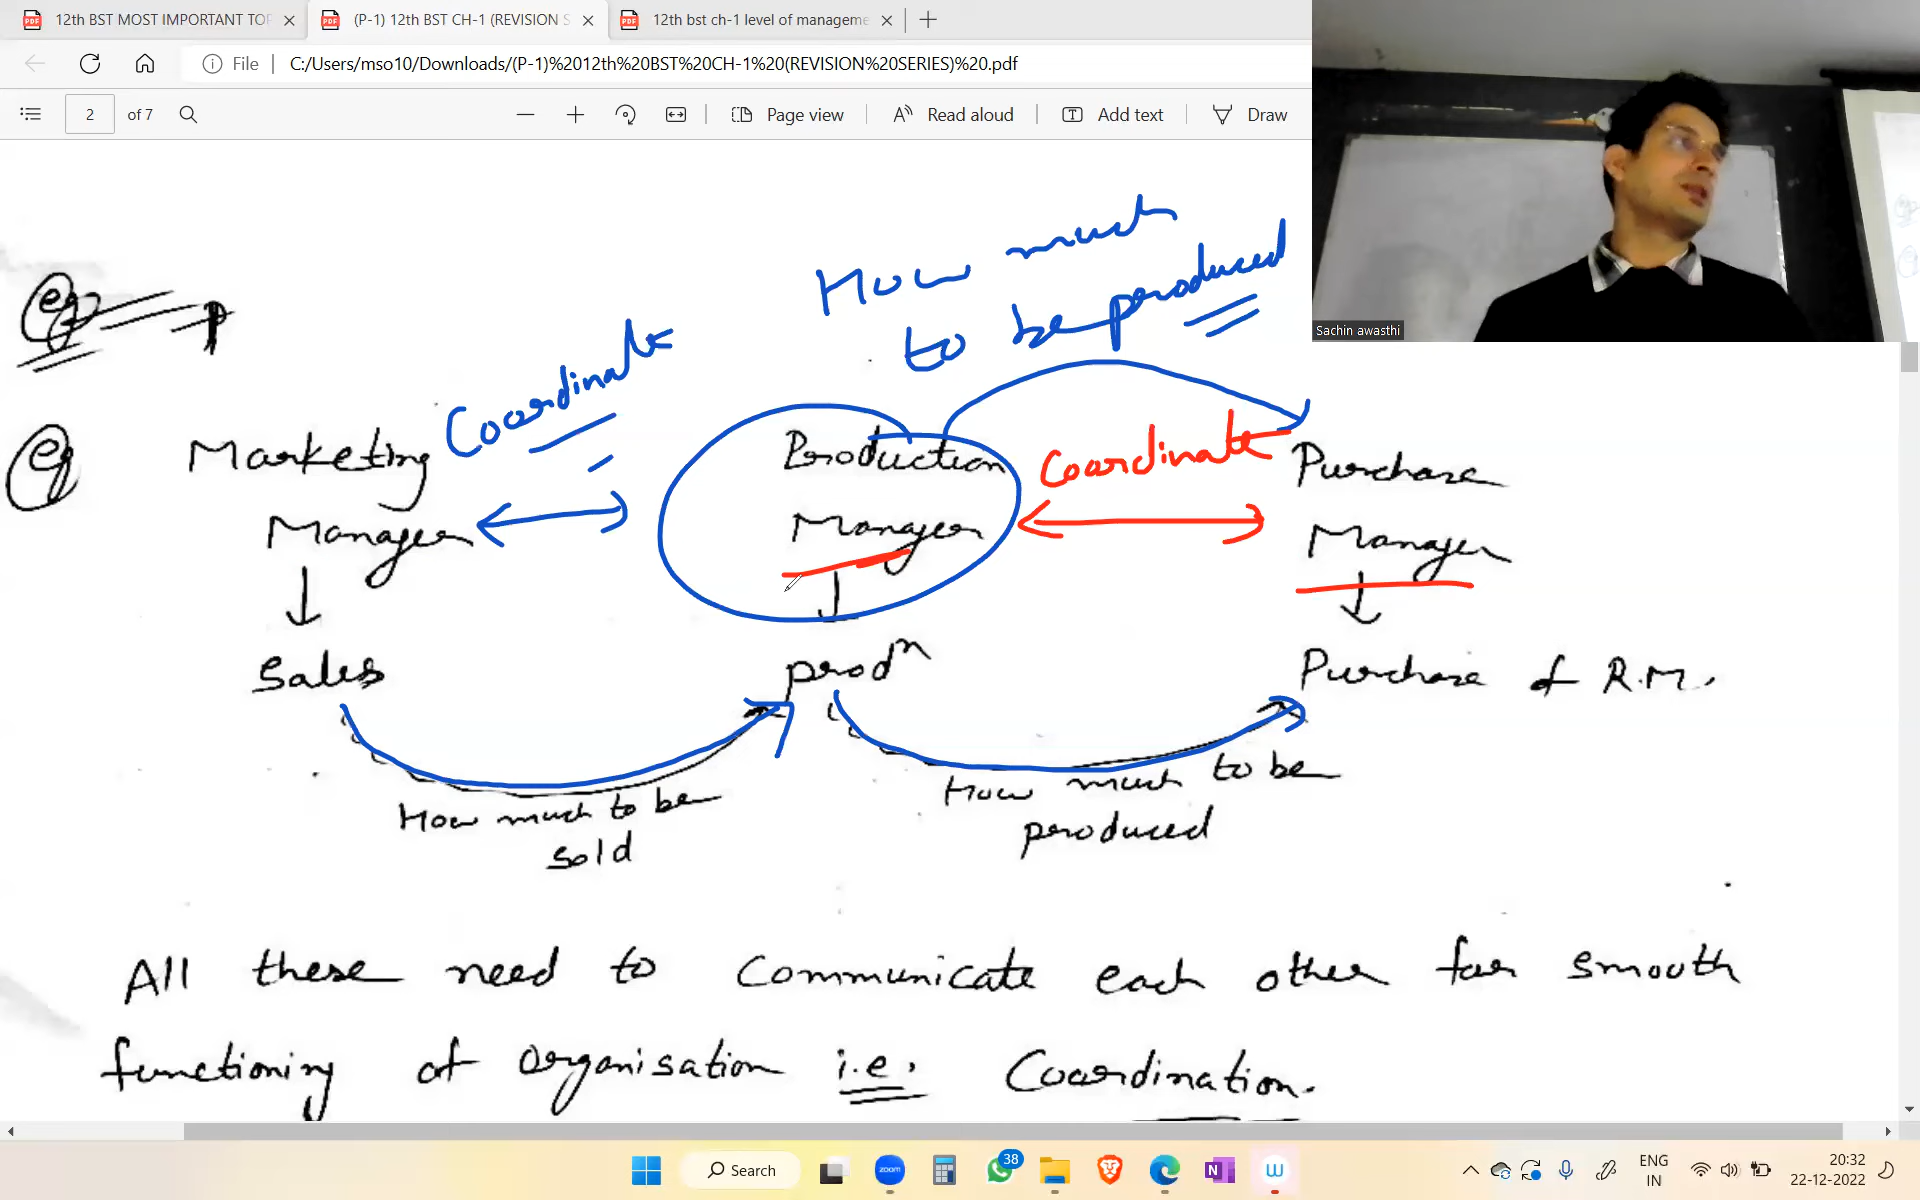 12th BST MOST IMPORTANT TOP
(P-1) 12th BST CH-1 (REVISION S
12th bst ch-1 level of manageme
File
C:/Users/mso10/Downloads/(P-1)%2012th%20BST%20CH-1%20(REVISION%20SERIES)%20.pdf
2 of 7
Page view
Read aloud
Add text
Draw
Sachin awasthi
How much
to be produced
eg
eg
Coordinate
Coordinate
Marketing
Manager
Production
Manager
Purchase
Manager
Sales
prodⁿ
Purchase of R.M.
How much to be
sold
How much to be
produced
All these need to communicate each other for smooth
functioning of organisation i.e. Coordination.
Search
zoom
38
ENG
IN
20:32
22-12-2022